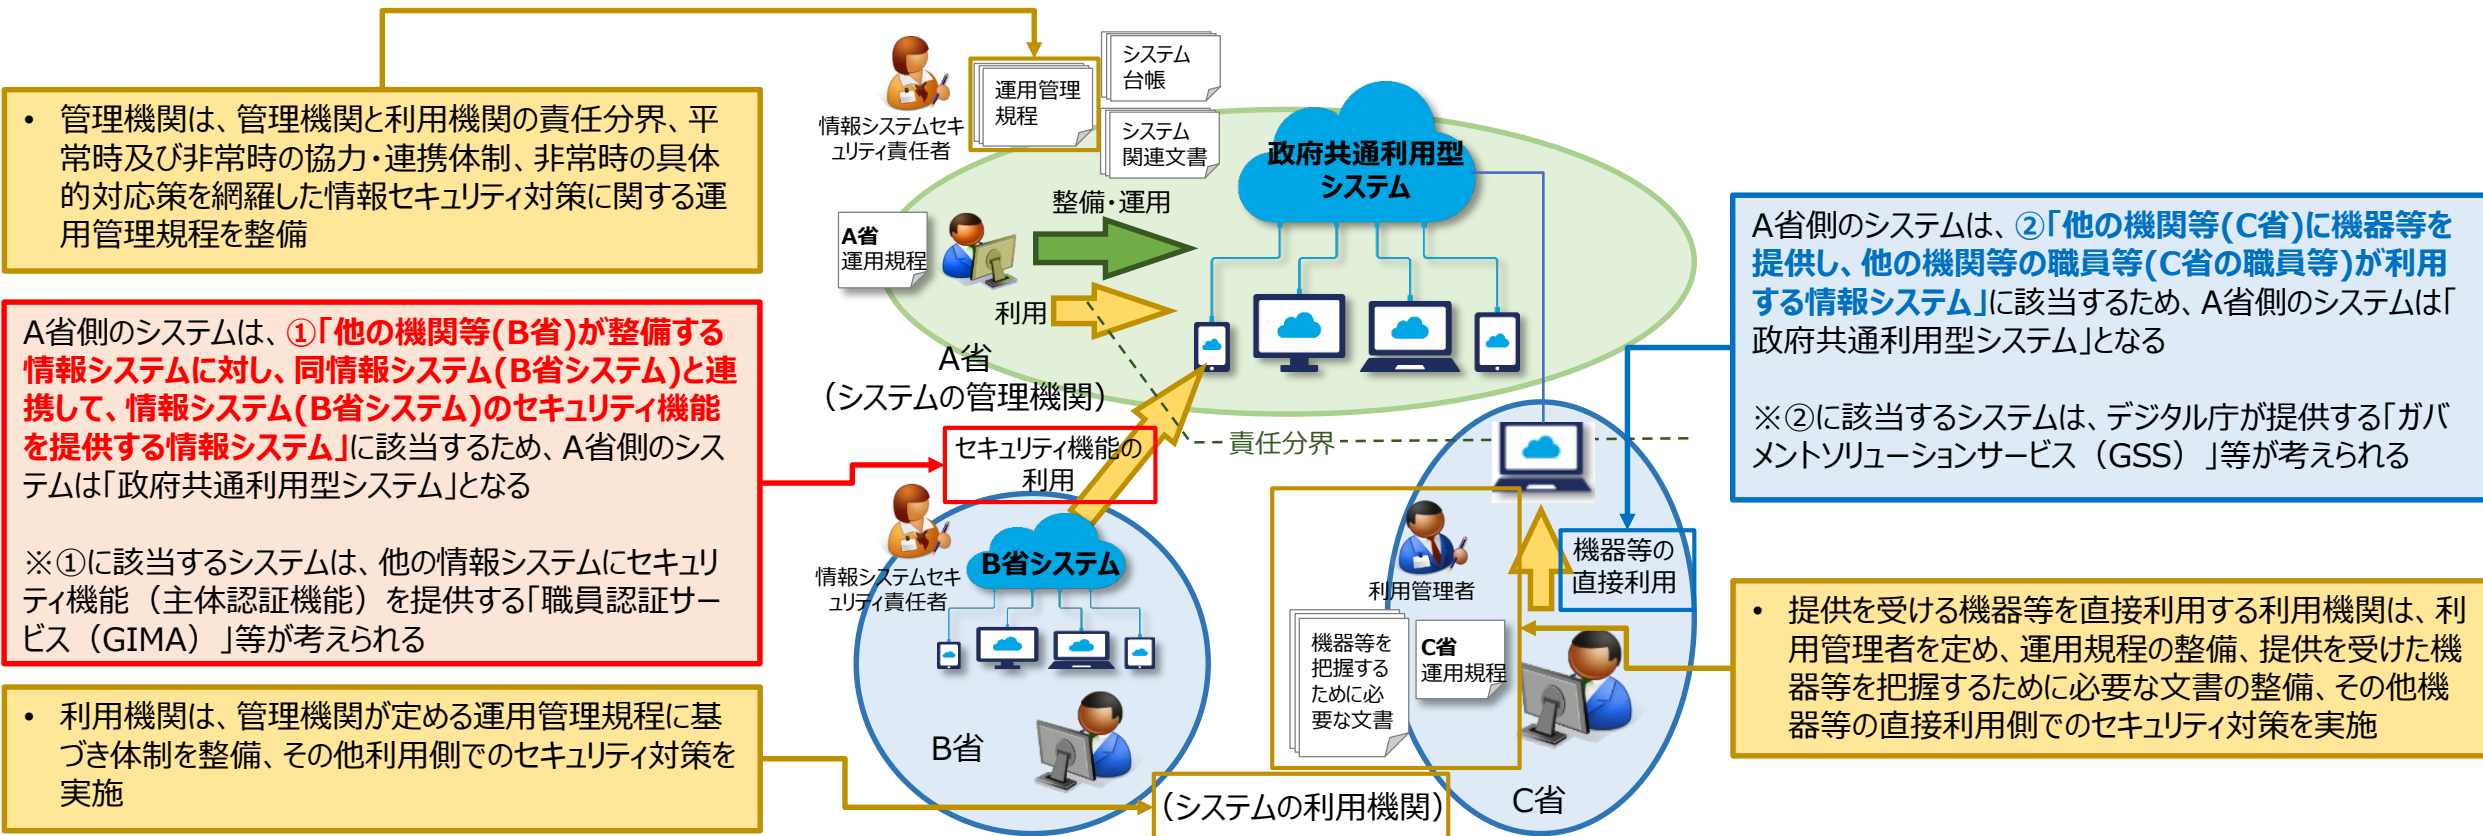 • 管理機関は、管理機関と利用機関の責任分界、平
常時及び非常時の協力・連携体制、非常時の具体
的対応策を網羅した情報セキュリティ対策に関する運
用管理規程を整備
A省側のシステムは、①「他の機関等(B省)が整備する
情報システムに対し、同情報システム(B省システム)と連
携して、情報システム(B省システム)のセキュリティ機能
を提供する情報システム」に該当するため、A省側のシス
テムは「政府共通利用型システム」となる
※①に該当するシステムは、他の情報システムにセキュリ
ティ機能（主体認証機能）を提供する「職員認証サー
ビス（GIMA）」等が考えられる
• 利用機関は、管理機関が定める運用管理規程に基
づき体制を整備、その他利用側でのセキュリティ対策を
実施
情報システムセキ
ュリティ責任者
運用管理
規程
システム
台帳
システム
関連文書
政府共通利用型
システム
整備・運用
A省
運用規程
利用
A省
（システムの管理機関）
責任分界
セキュリティ機能の
利用
情報システムセキ
ュリティ責任者
B省システム
B省
（システムの利用機関）
利用管理者
機器等を
把握する
ために必
要な文書
C省
運用規程
機器等の
直接利用
C省
A省側のシステムは、②「他の機関等(C省)に機器等を
提供し、他の機関等の職員等(C省の職員等)が利用
する情報システム」に該当するため、A省側のシステムは「
政府共通利用型システム」となる
※②に該当するシステムは、デジタル庁が提供する「ガバ
メントソリューションサービス（GSS）」等が考えられる
• 提供を受ける機器等を直接利用する利用機関は、利
用管理者を定め、運用規程の整備、提供を受けた機
器等を把握するために必要な文書の整備、その他機
器等の直接利用側でのセキュリティ対策を実施